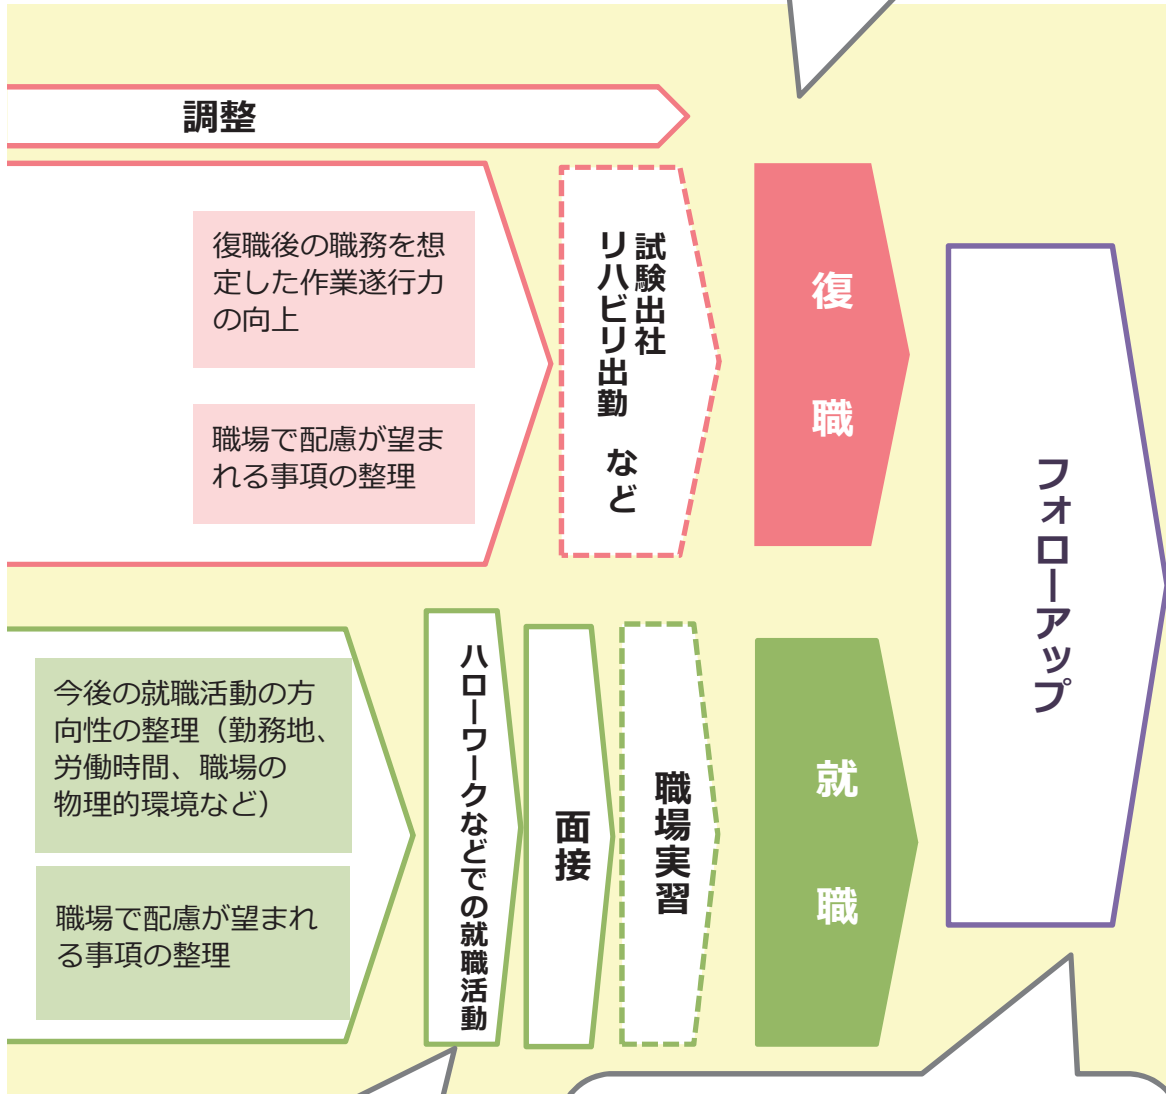 調整
復職後の職務を想
定した作業遂行力
の向上
職場で配慮が望ま
れる事項の整理
試験出社
リハビリ出勤 など
復職
今後の就職活動の方
向性の整理（勤務地、
労働時間、職場の
物理的環境など）
職場で配慮が望まれ
る事項の整理
ハローワークなどでの就職活動
面接
職場実習
就職
フォローアップ